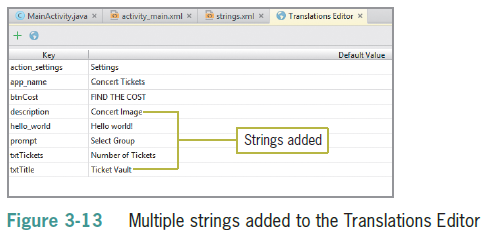 MainActivity.java × activity_main.xml × strings.xml × Translations Editor ×
Key Default Value
action_settings Settings
app_name Concert Tickets
btnCost FIND THE COST
description Concert Image
hello_world Hello world!
prompt Select Group
txtTickets Number of Tickets
txtTitle Ticket Vault
Strings added
Figure 3-13 Multiple strings added to the Translations Editor